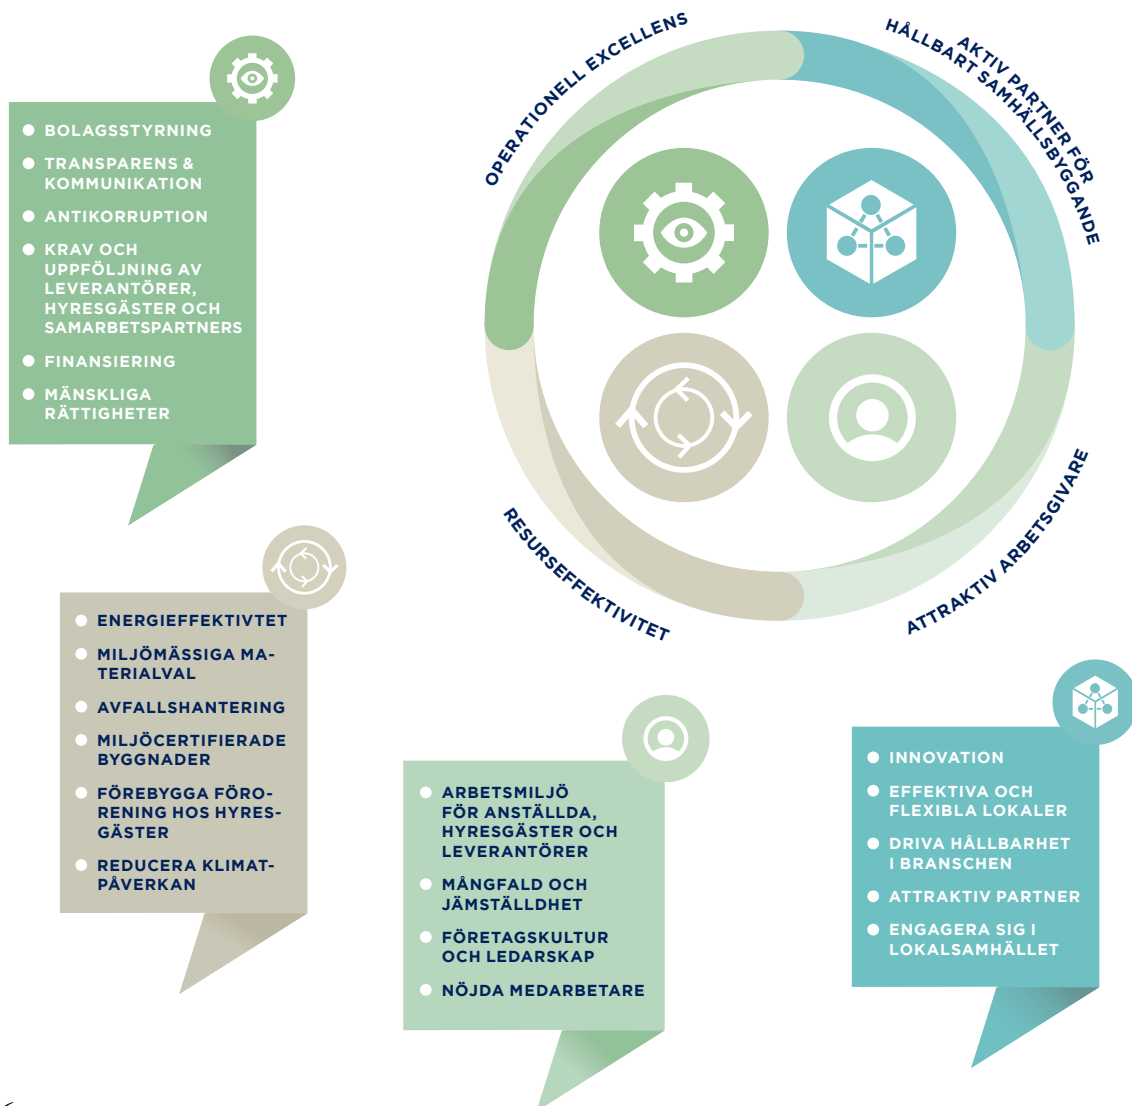 OPERATIONELL EXCELLENS
AKTIV PARTNER FÖR
HÅLLBART SAMHÄLLSBYGGANDE
RESURSEFFEKTIVITET
ATTRAKTIV ARBETSGIVARE
BOLAGSSTYRNING
TRANSPARENS &
KOMMUNIKATION
ANTIKORRUPTION
KRAV OCH
UPPFÖLJNING AV
LEVERANTÖRER,
HYRESGÄSTER OCH
SAMARBETSPARTNERS
FINANSIERING
MÄNSKLIGA
RÄTTIGHETER
ENERGIEFFEKTIVTET
MILJÖMÄSSIGA MA-
TERIALVAL
AVFALLSHANTERING
MILJÖCERTIFIERADE
BYGGNADER
FÖREBYGGA FÖRO-
RENING HOS HYRES-
GÄSTER
REDUCERA KLIMAT-
PÅVERKAN
ARBETSMILJÖ
FÖR ANSTÄLLDA,
HYRESGÄSTER OCH
LEVERANTÖRER
MÅNGFALD OCH
JÄMSTÄLLDHET
FÖRETAGSKULTUR
OCH LEDARSKAP
NÖJDA MEDARBETARE
INNOVATION
EFFEKTIVA OCH
FLEXIBLA LOKALER
DRIVA HÅLLBARHET
I BRANSCHEN
ATTRAKTIV PARTNER
ENGAGERA SIG I
LOKALSAMHÄLLET